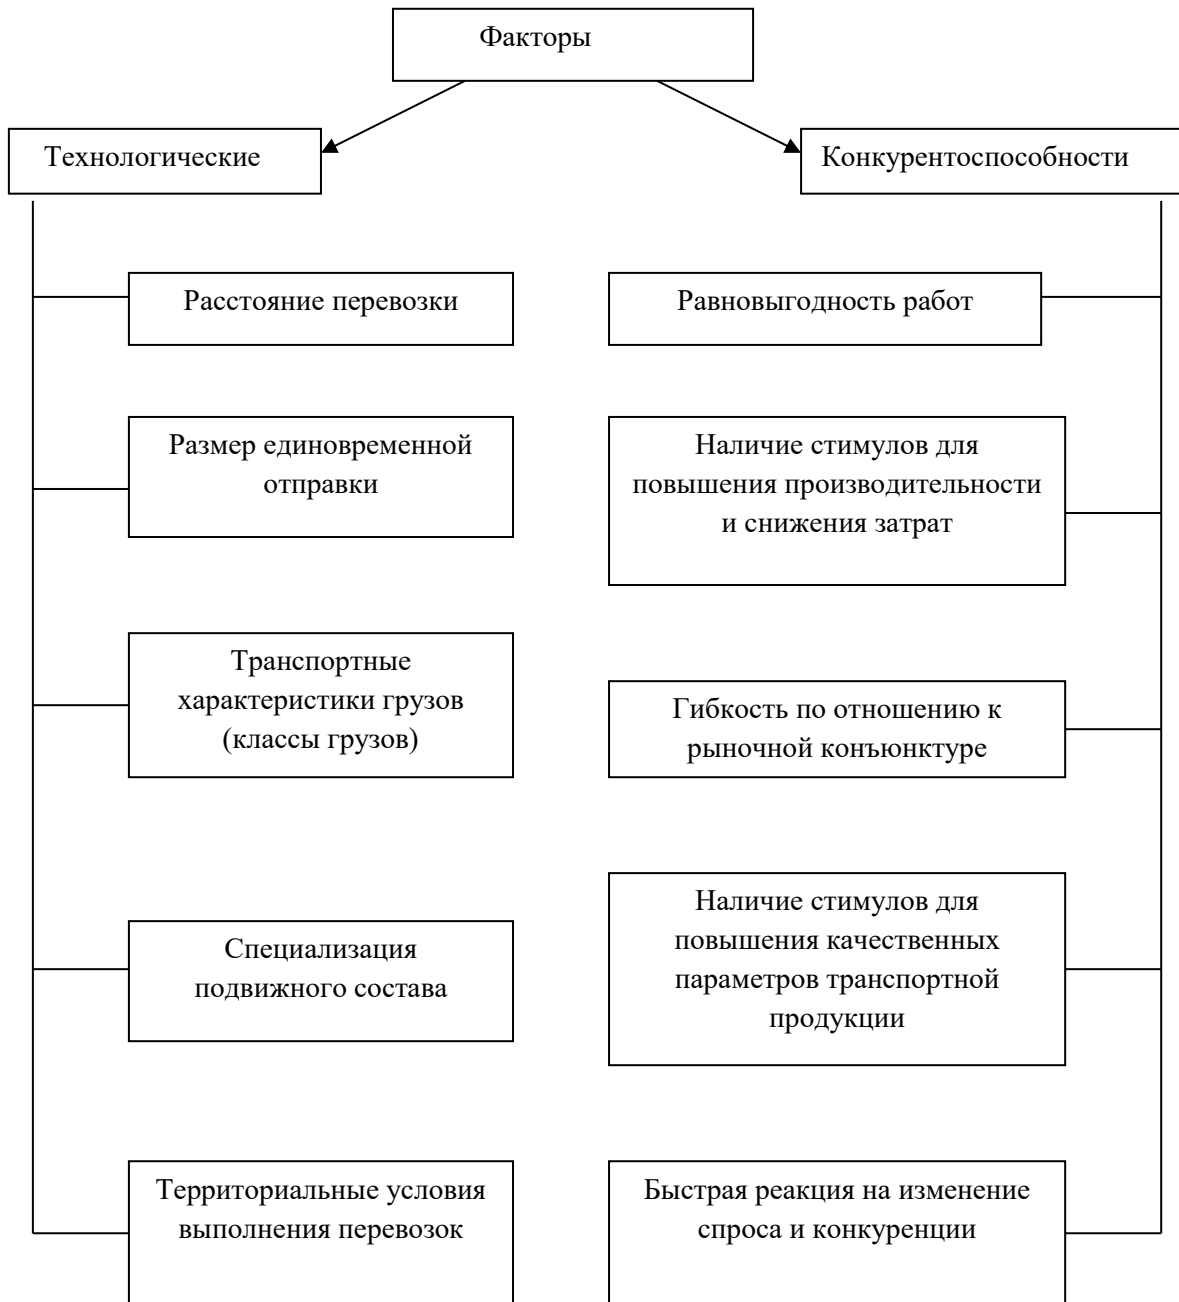 Факторы
Технологические
Конкурентоспособности
Расстояние перевозки
Равновыгодность работ
Размер единовременной
отправки
Наличие стимулов для
повышения производительности
и снижения затрат
Транспортные
характеристики грузов
(классы грузов)
Гибкость по отношению к
рыночной конъюнктуре
Специализация
подвижного состава
Наличие стимулов для
повышения качественных
параметров транспортной
продукции
Территориальные условия
выполнения перевозок
Быстрая реакция на изменение
спроса и конкуренции